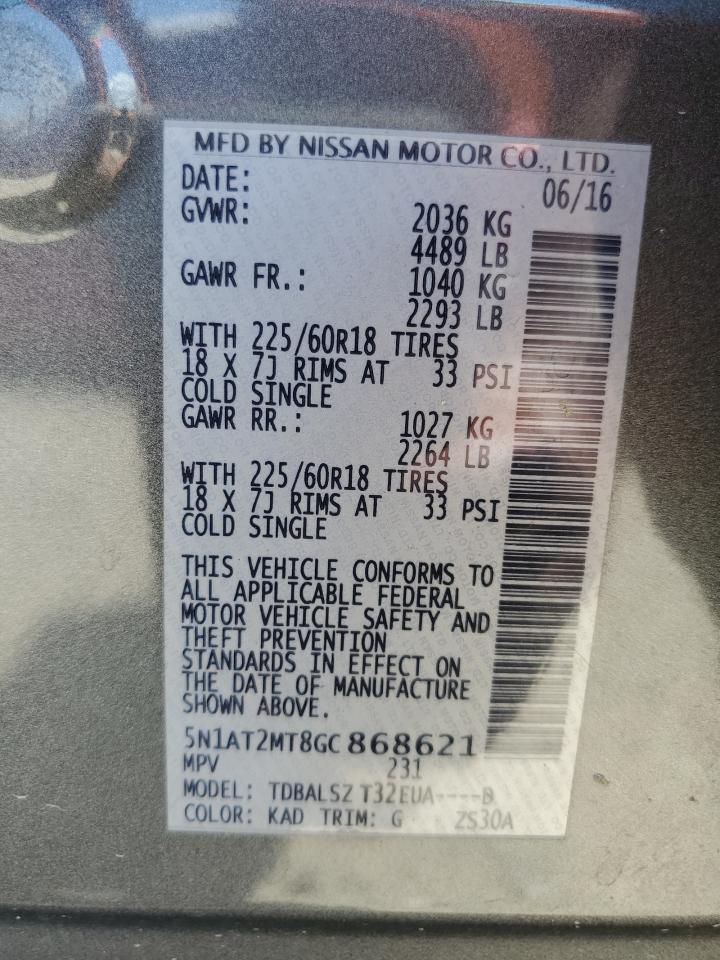 MFD BY NISSAN MOTOR CO., LTD.
DATE: 06/16
GVWR: 2036 KG
4489 LB
GAWR FR.: 1040 KG
2293 LB
WITH 225/60R18 TIRES
18 X 7J RIMS AT 33 PSI
COLD SINGLE
GAWR RR.: 1027 KG
2264 LB
WITH 225/60R18 TIRES
18 X 7J RIMS AT 33 PSI
COLD SINGLE
THIS VEHICLE CONFORMS TO
ALL APPLICABLE FEDERAL
MOTOR VEHICLE SAFETY AND
THEFT PREVENTION
STANDARDS IN EFFECT ON
THE DATE OF MANUFACTURE
SHOWN ABOVE.
5N1AT2MT8GC868621
MPV 231
MODEL: TDBALSZ T32EUA----B
COLOR: KAD TRIM: G ZS30A